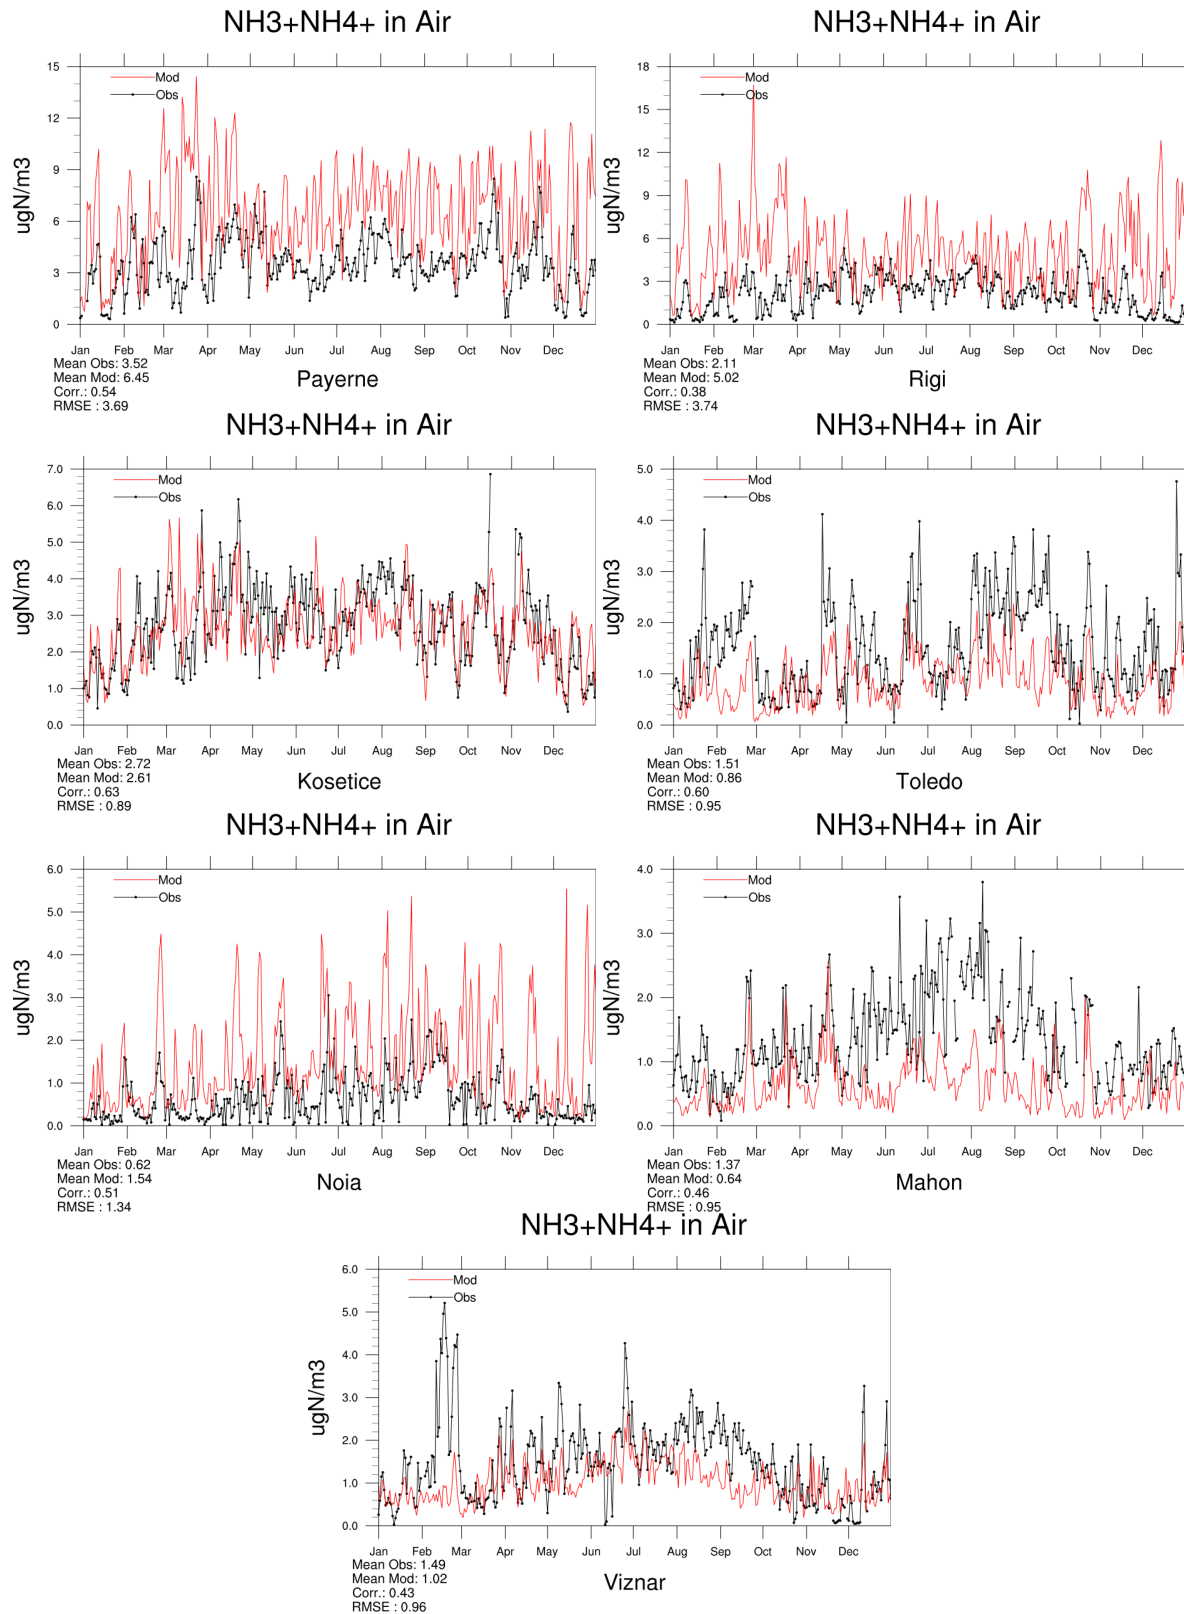 NH3+NH4+ in Air
15
12
9
6
3
0
ugN/m3
Mod
Obs
Jan Feb Mar Apr May Jun Jul Aug Sep Oct Nov Dec
Mean Obs: 3.52
Mean Mod: 6.45
Corr.: 0.54
RMSE : 3.69
Payerne
NH3+NH4+ in Air
18
15
12
9
6
3
0
ugN/m3
Mod
Obs
Jan Feb Mar Apr May Jun Jul Aug Sep Oct Nov Dec
Mean Obs: 2.11
Mean Mod: 5.02
Corr.: 0.38
RMSE : 3.74
Rigi
NH3+NH4+ in Air
7.0
6.0
5.0
4.0
3.0
2.0
1.0
0.0
ugN/m3
Mod
Obs
Jan Feb Mar Apr May Jun Jul Aug Sep Oct Nov Dec
Mean Obs: 2.72
Mean Mod: 2.61
Corr.: 0.63
RMSE : 0.89
Kosetice
NH3+NH4+ in Air
5.0
4.0
3.0
2.0
1.0
0.0
ugN/m3
Mod
Obs
Jan Feb Mar Apr May Jun Jul Aug Sep Oct Nov Dec
Mean Obs: 1.51
Mean Mod: 0.86
Corr.: 0.60
RMSE : 0.95
Toledo
NH3+NH4+ in Air
6.0
5.0
4.0
3.0
2.0
1.0
0.0
ugN/m3
Mod
Obs
Jan Feb Mar Apr May Jun Jul Aug Sep Oct Nov Dec
Mean Obs: 0.62
Mean Mod: 1.54
Corr.: 0.51
RMSE : 1.34
Noia
NH3+NH4+ in Air
4.0
3.0
2.0
1.0
0.0
ugN/m3
Mod
Obs
Jan Feb Mar Apr May Jun Jul Aug Sep Oct Nov Dec
Mean Obs: 1.37
Mean Mod: 0.64
Corr.: 0.46
RMSE : 0.95
Mahon
NH3+NH4+ in Air
6.0
5.0
4.0
3.0
2.0
1.0
0.0
ugN/m3
Mod
Obs
Jan Feb Mar Apr May Jun Jul Aug Sep Oct Nov Dec
Mean Obs: 1.49
Mean Mod: 1.02
Corr.: 0.43
RMSE : 0.96
Viznar